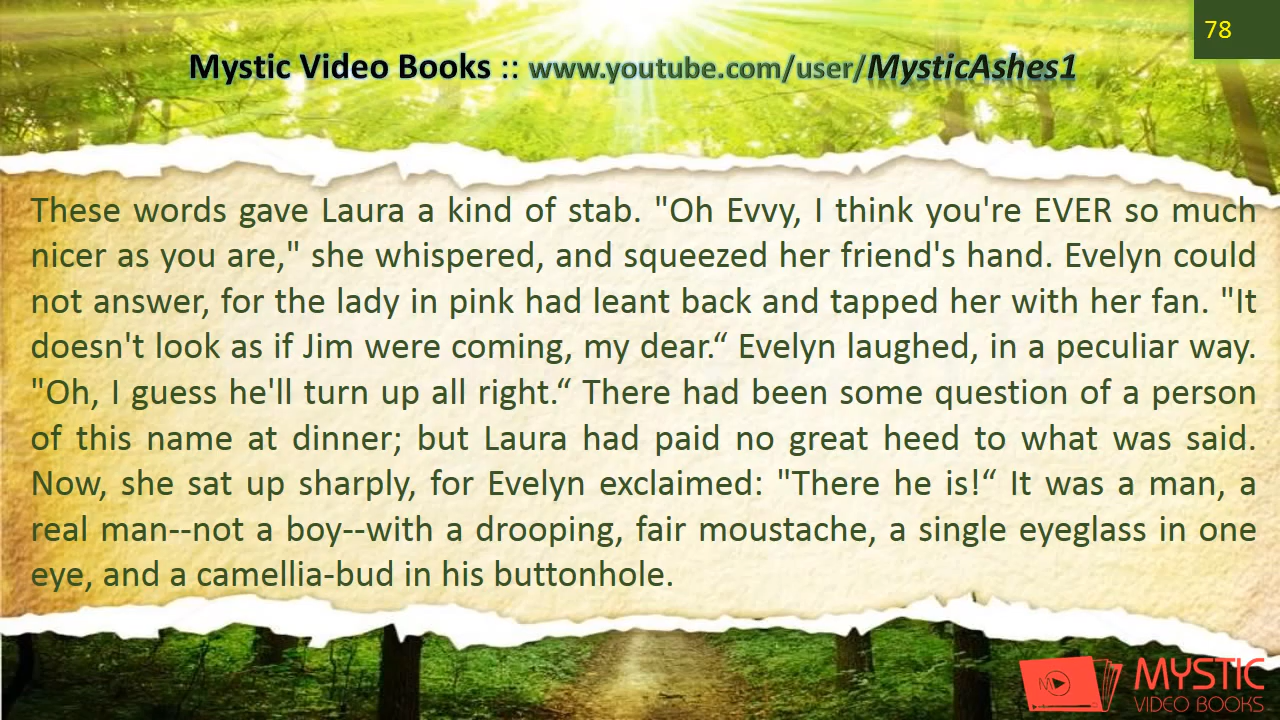 78
Mystic Video Books :: www.youtube.com/user/MysticAshes1
These words gave Laura a kind of stab. "Oh Evvy, I think you're EVER so much
nicer as you are," she whispered, and squeezed her friend's hand. Evelyn could
not answer, for the lady in pink had leant back and tapped her with her fan. "It
doesn't look as if Jim were coming, my dear.“ Evelyn laughed, in a peculiar way.
"Oh, I guess he'll turn up all right.“ There had been some question of a person
of this name at dinner; but Laura had paid no great heed to what was said.
Now, she sat up sharply, for Evelyn exclaimed: "There he is!“ It was a man, a
real man--not a boy--with a drooping, fair moustache, a single eyeglass in one
eye, and a camellia-bud in his buttonhole.
MYSTIC
VIDEO BOOKS